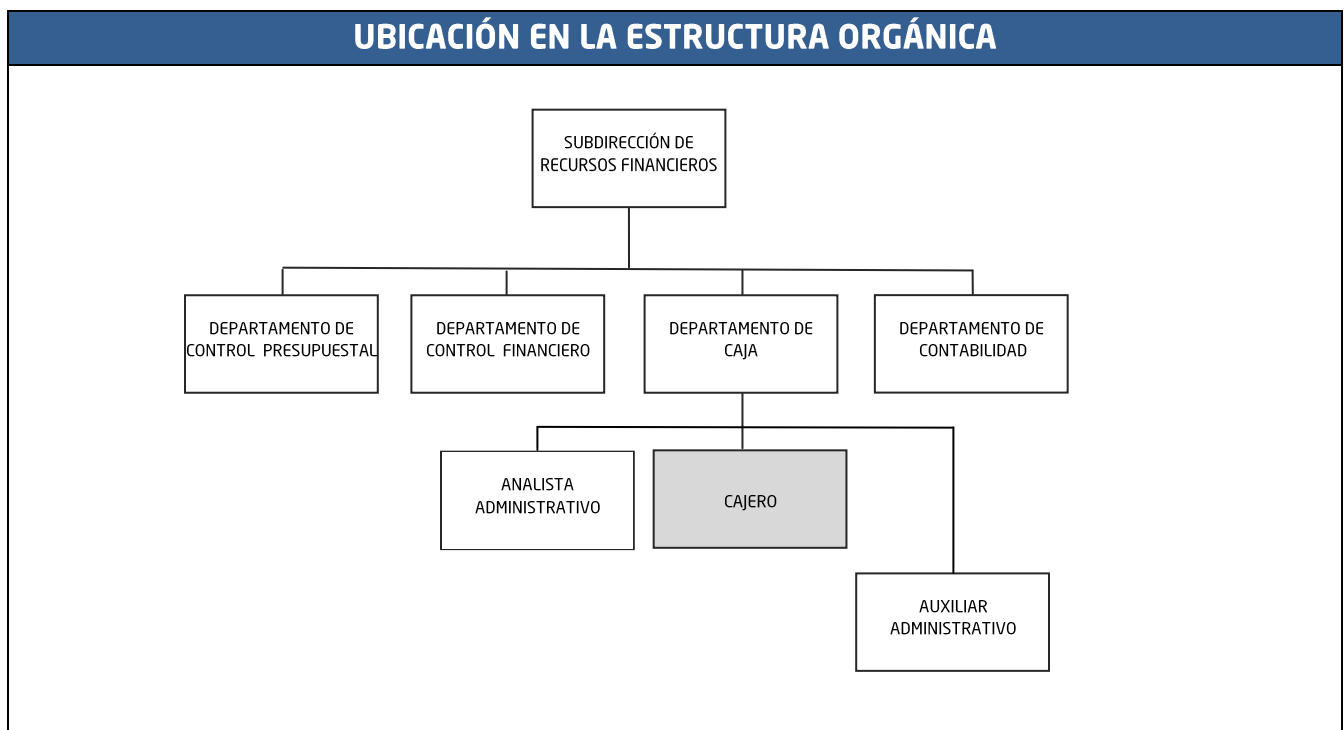 UBICACIÓN EN LA ESTRUCTURA ORGÁNICA
SUBDIRECCIÓN DE
RECURSOS FINANCIEROS
DEPARTAMENTO DE
CONTROL PRESUPUESTAL
DEPARTAMENTO DE
CONTROL FINANCIERO
DEPARTAMENTO DE
CAJA
DEPARTAMENTO DE
CONTABILIDAD
ANALISTA
ADMINISTRATIVO
CAJERO
AUXILIAR
ADMINISTRATIVO